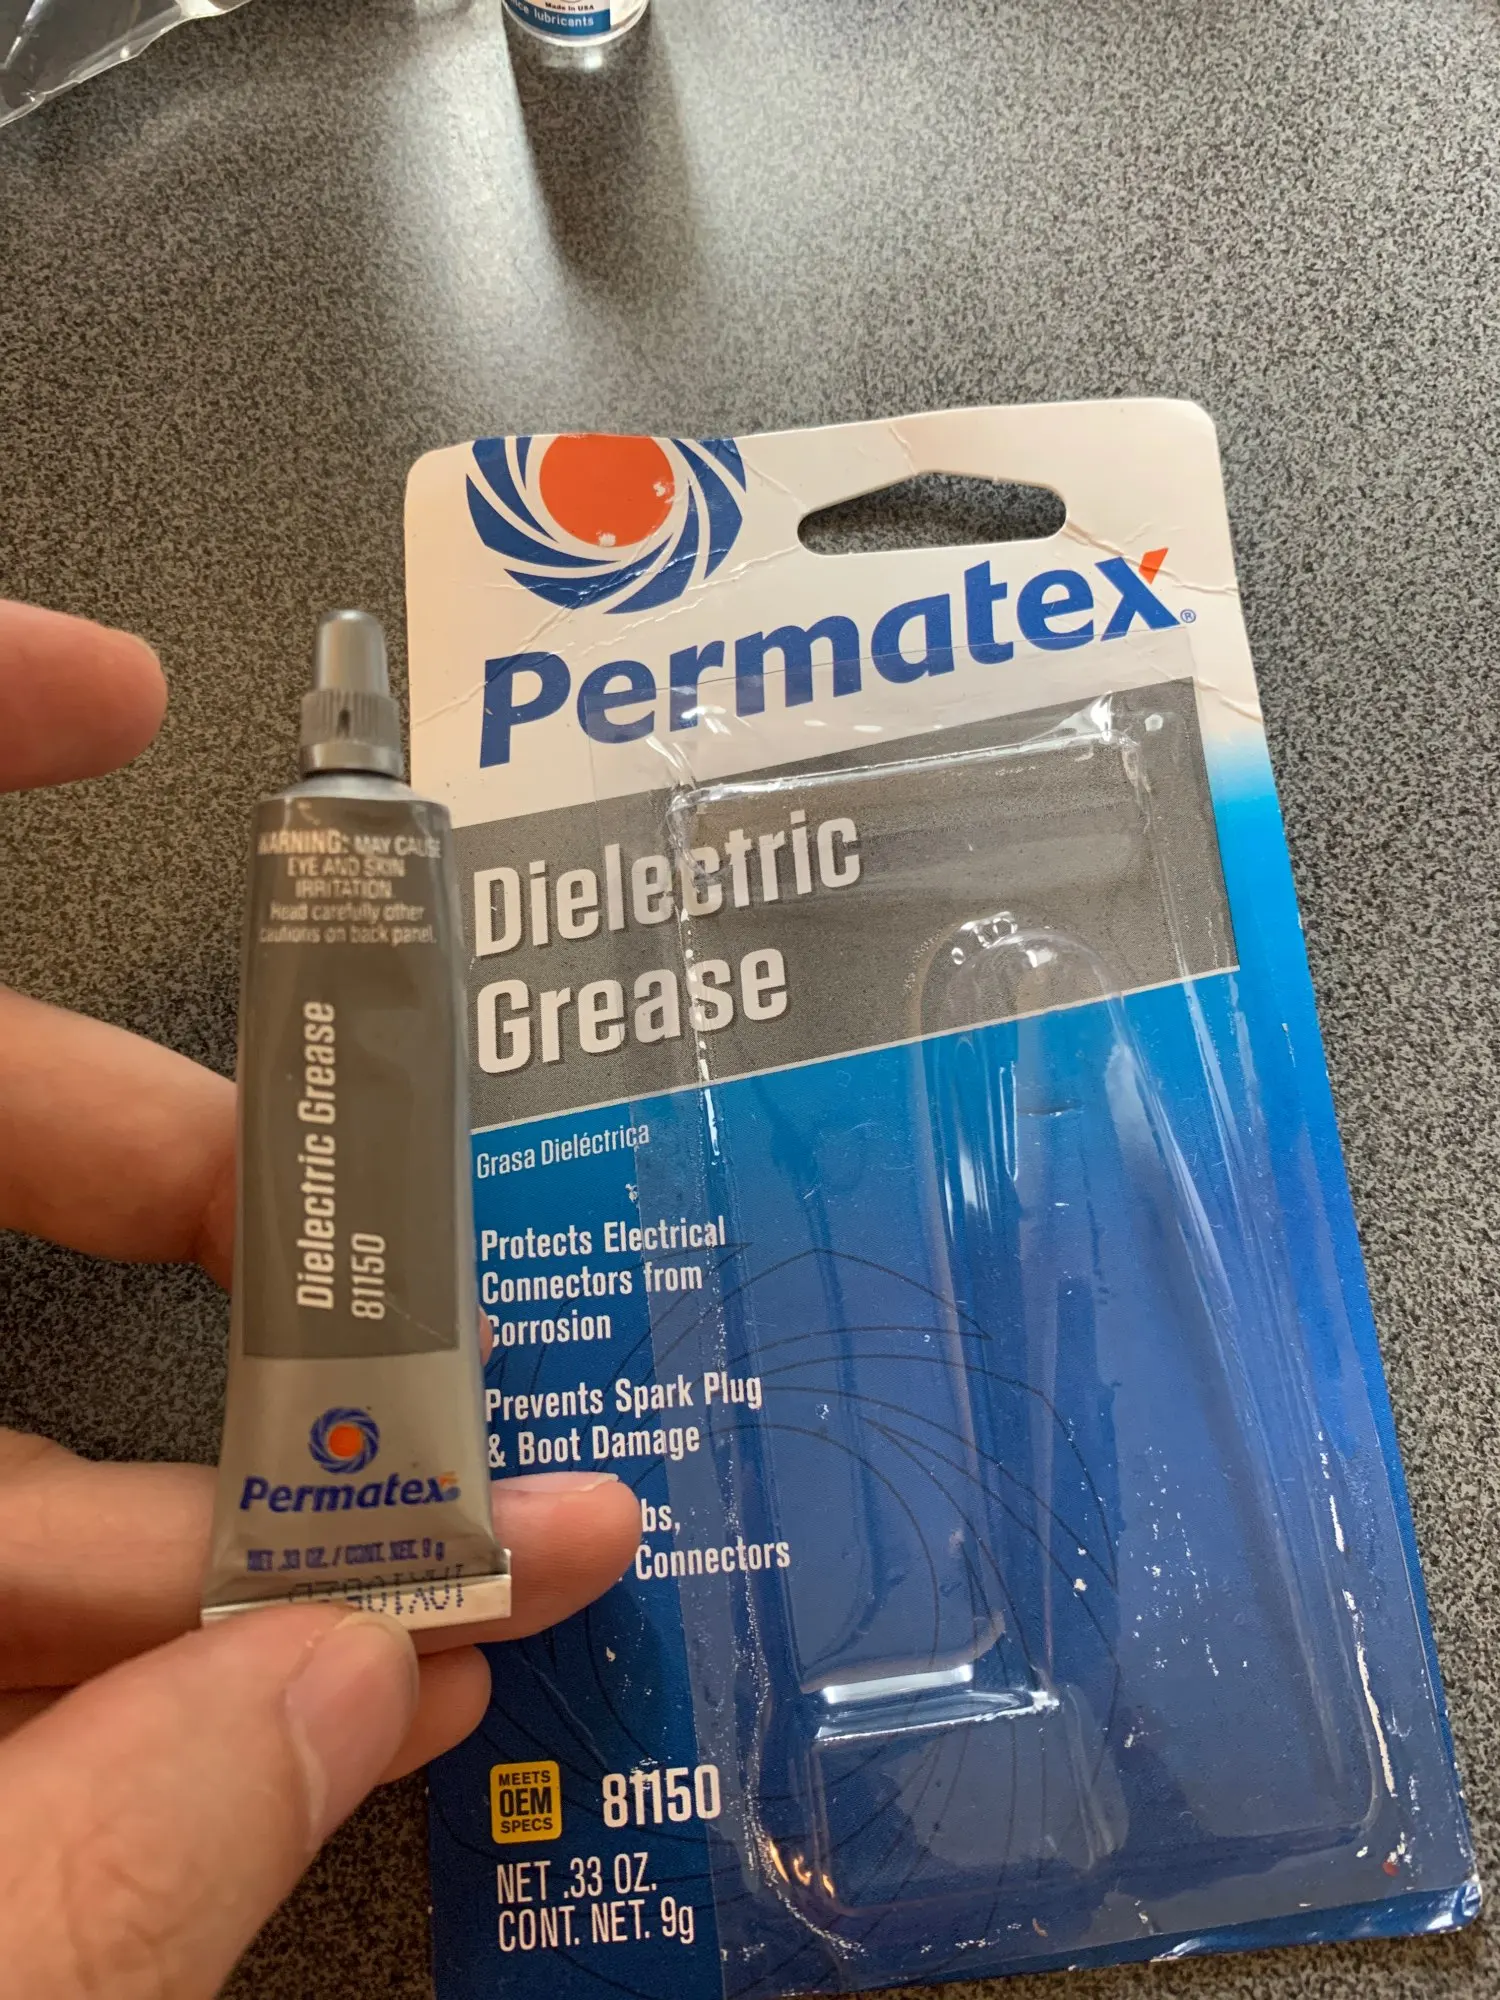 Made in USA
lubricants
Permatex®
Dielectric
Grease
Grasa Dieléctrica
Protects Electrical
Connectors from
Corrosion
Prevents Spark Plug
& Boot Damage
Connectors
MEETS
OEM
SPECS
81150
NET .33 OZ.
CONT. NET. 9g
WARNING: MAY CAUSE
EYE AND SKIN
IRRITATION.
Read carefully other
cautions on back panel.
Dielectric Grease
81150
Permatex
NET .33 OZ. / CONT. NET. 9 g